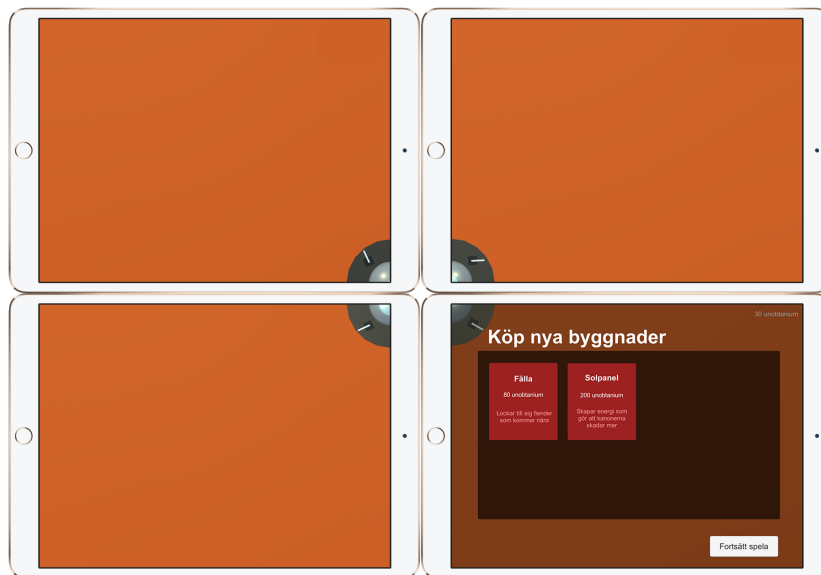 30 unobtanium
Köp nya byggnader
Fälla
80 unobtanium
Lockar till sig fiender
som kommer nära
Solpanel
200 unobtanium
Skapar energi som
gör att kanonerna
skadar mer
Fortsätt spela